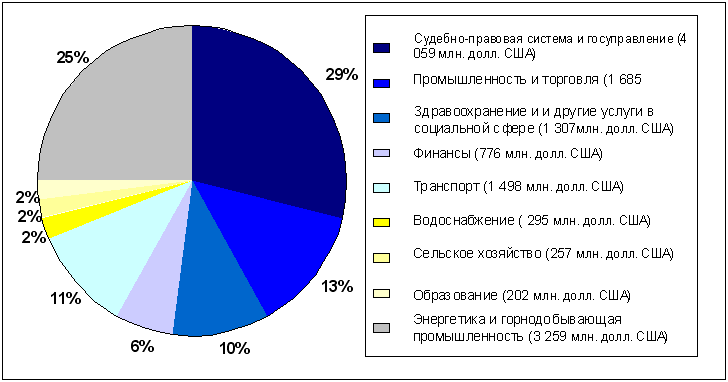 25%
29%
2%
2%
2%
11%
6%
10%
13%
Судебно-правовая система и госуправление (4
059 млн. долл. США)
Промышленность и торговля (1 685
Здравоохранение и и другие услуги в
социальной сфере (1 307млн. долл. США)
Финансы (776 млн. долл. США)
Транспорт (1 498 млн. долл. США)
Водоснабжение ( 295 млн. долл. США)
Сельское хозяйство (257 млн. долл. США)
Образование (202 млн. долл. США)
Энергетика и горнодобывающая
промышленность (3 259 млн. долл. США)